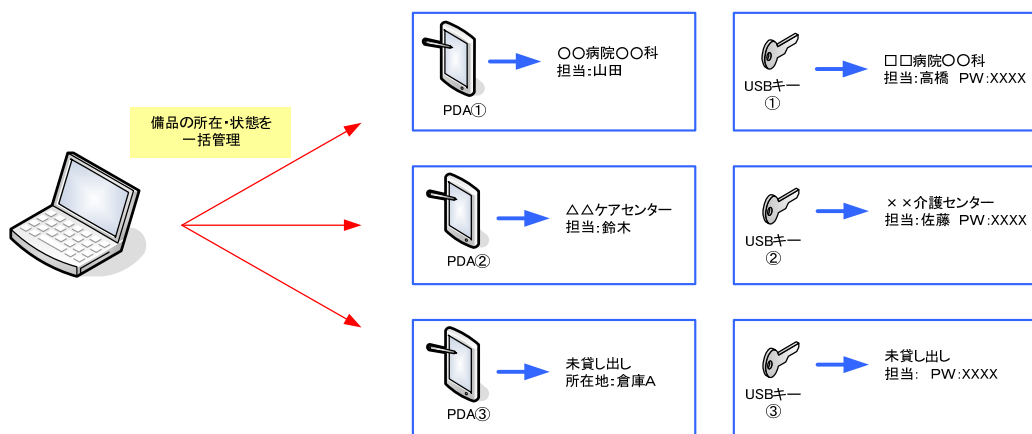 備品の所在・状態を
一括管理
PDA①
〇〇病院〇〇科
担当:山田
USBキー
①
□□病院〇〇科
担当:高橋 PW:XXXX
PDA②
△△ケアセンター
担当:鈴木
USBキー
②
××介護センター
担当:佐藤 PW:XXXX
PDA③
未貸し出し
所在地:倉庫A
USBキー
③
未貸し出し
担当: PW:XXXX